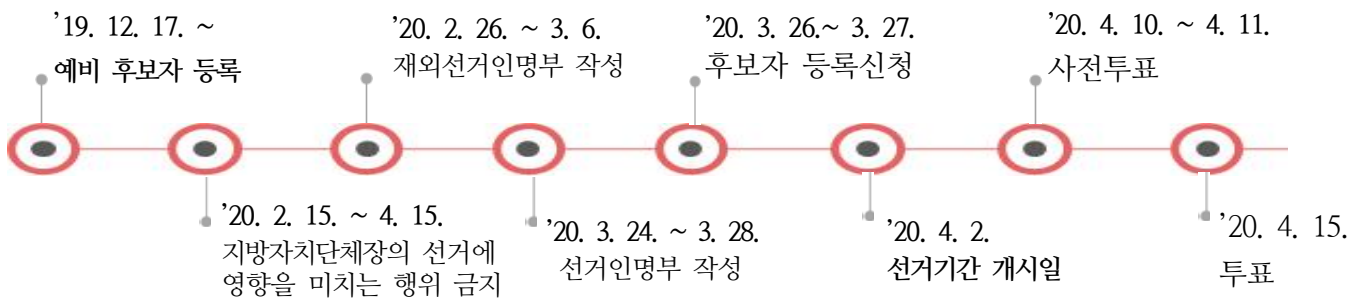 ’19. 12. 17. ~
예비 후보자 등록
’20. 2. 15. ~ 4. 15.
지방자치단체장의 선거에
영향을 미치는 행위 금지
’20. 2. 26. ~ 3. 6.
재외선거인명부 작성
’20. 3. 24. ~ 3. 28.
선거인명부 작성
’20. 3. 26.~ 3. 27.
후보자 등록신청
’20. 4. 2.
선거기간 개시일
’20. 4. 10. ~ 4. 11.
사전투표
’20. 4. 15.
투표